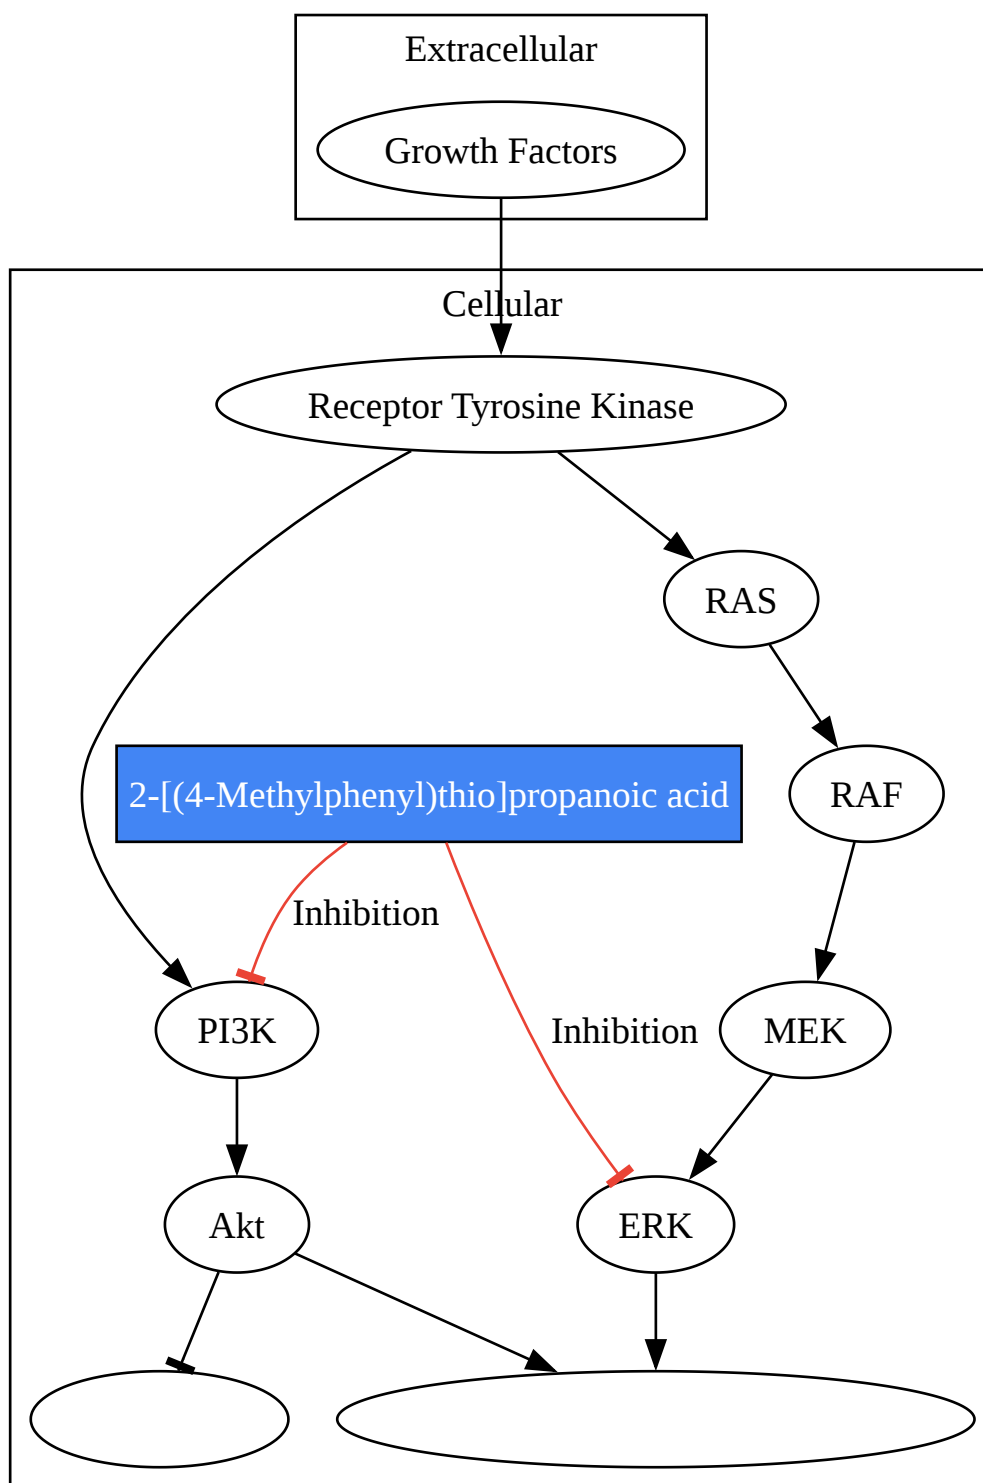 Extracellular
Growth Factors
Cellular
Receptor Tyrosine Kinase
RAS
2-[(4-Methylphenyl)thio]propanoic acid
RAF
Inhibition
PI3K
Inhibition
MEK
Akt
ERK